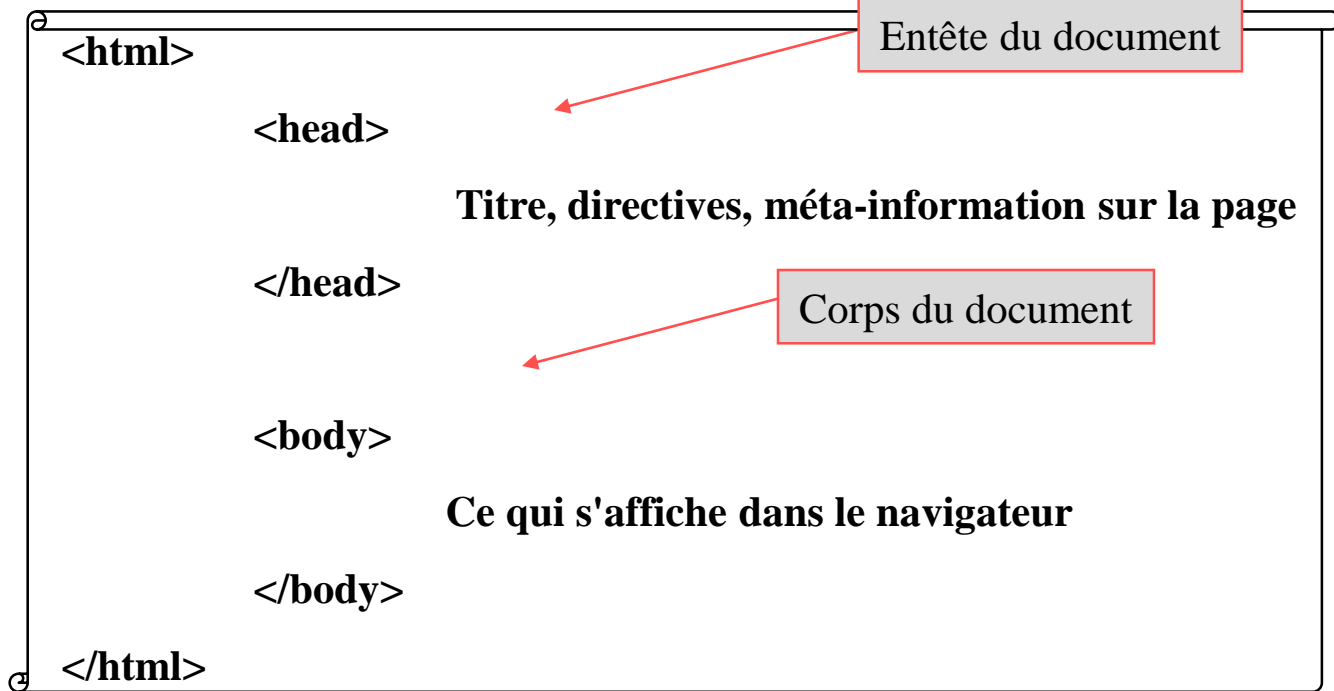 Entête du document
<html>
<head>
Titre, directives, méta-information sur la page
</head>
Corps du document
<body>
Ce qui s'affiche dans le navigateur
</body>
</html>